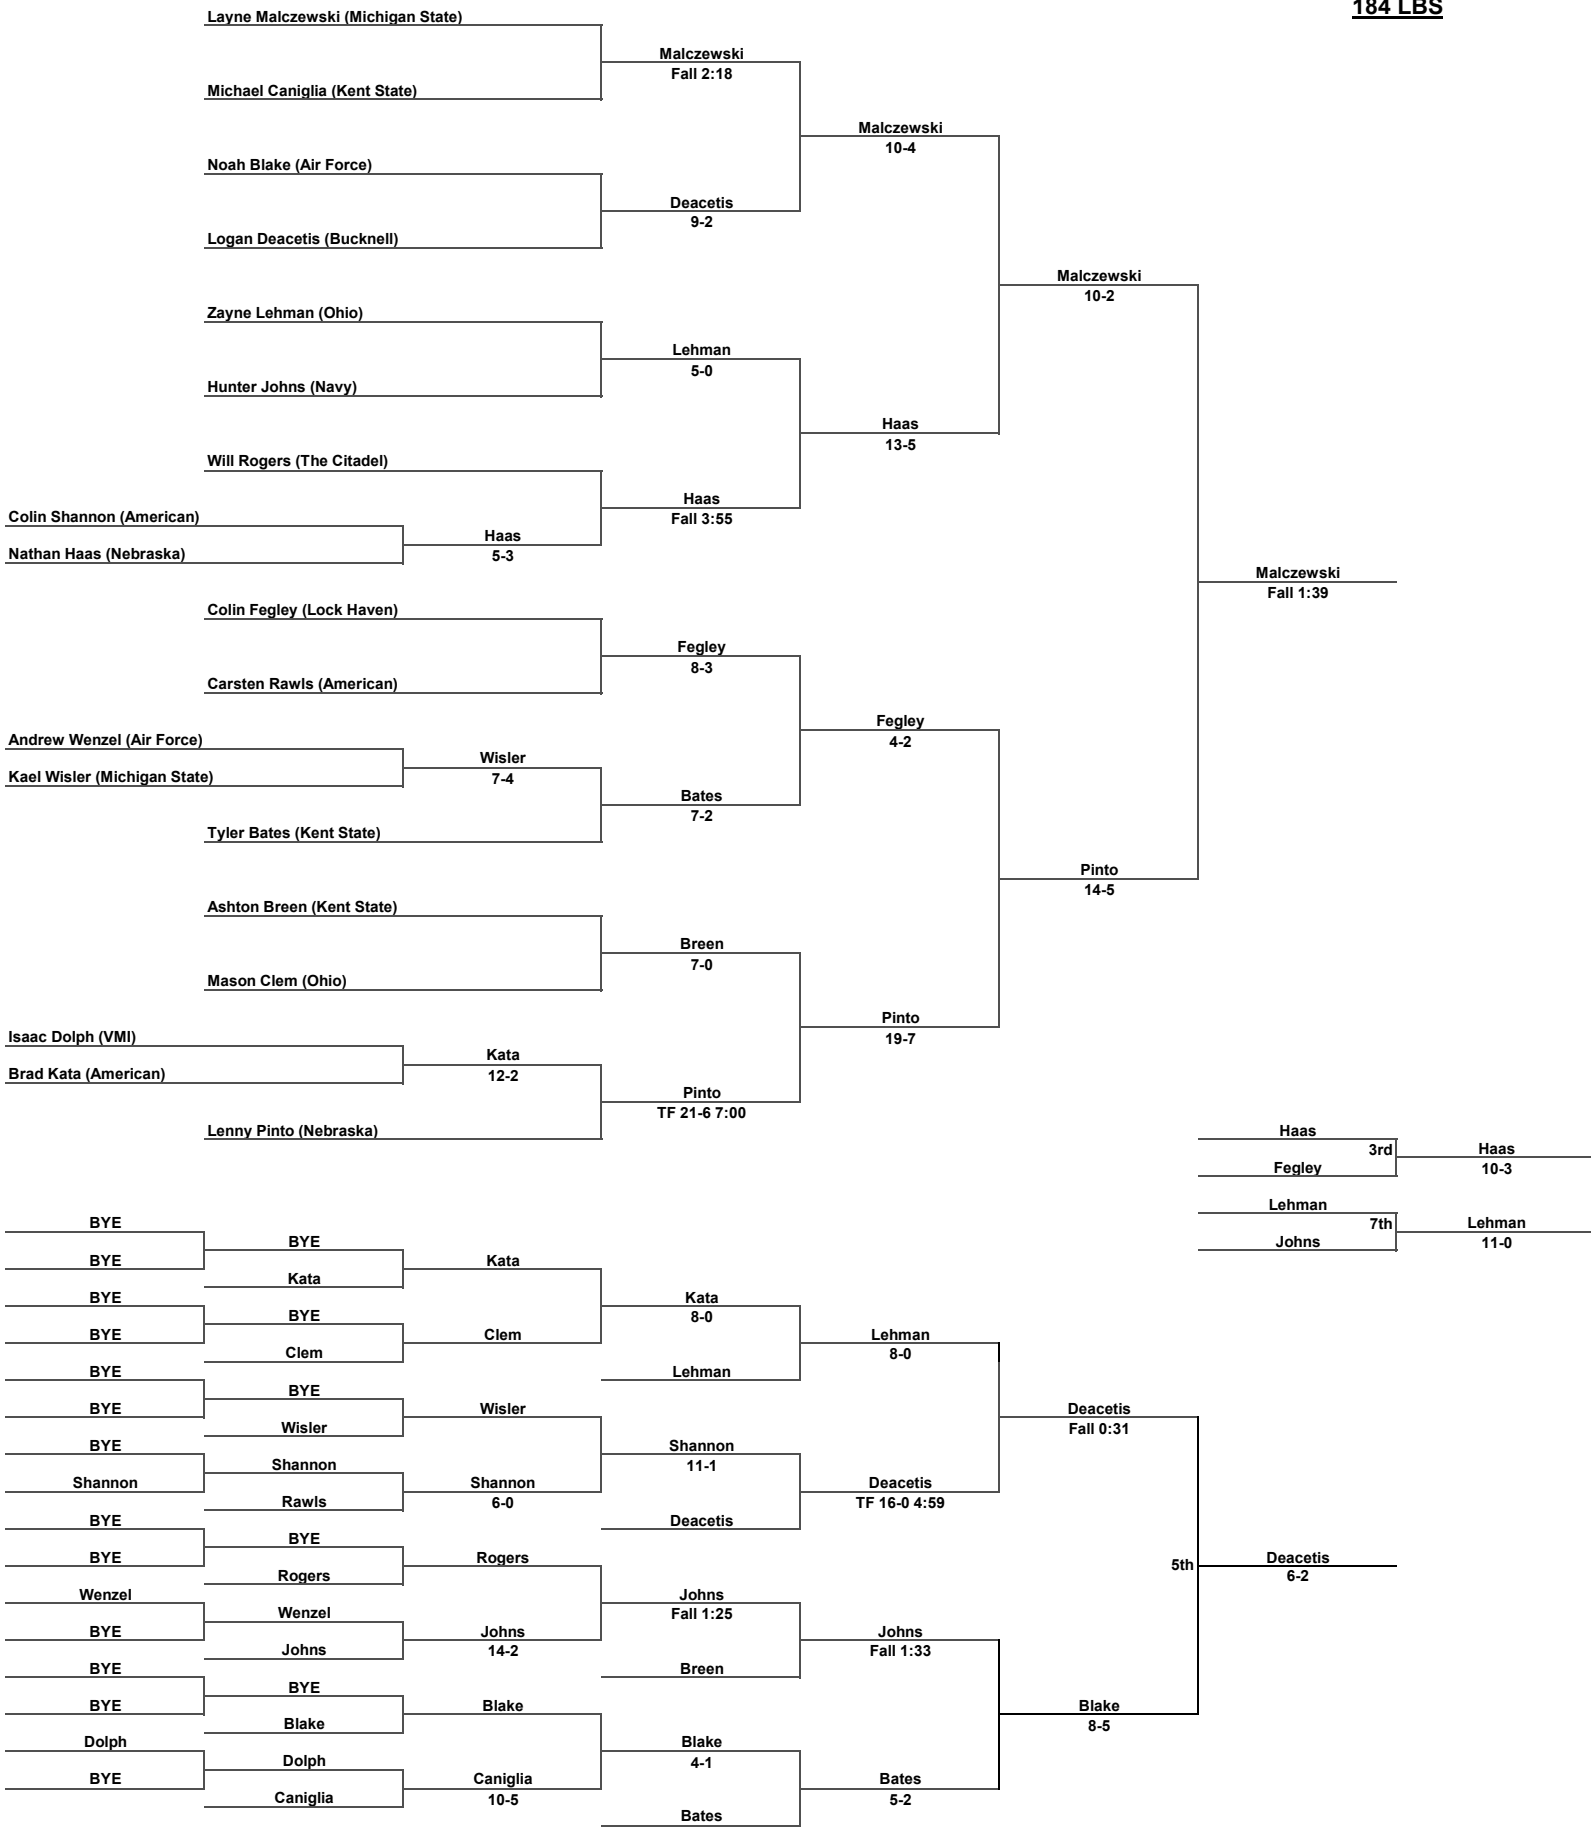 184 LBS
Layne Malczewski (Michigan State)
Malczewski
Fall 2:18
Michael Caniglia (Kent State)
Malczewski
10-4
Noah Blake (Air Force)
Deacetis
9-2
Logan Deacetis (Bucknell)
Malczewski
10-2
Zayne Lehman (Ohio)
Lehman
5-0
Hunter Johns (Navy)
Haas
13-5
Will Rogers (The Citadel)
Haas
Fall 3:55
Colin Shannon (American)
Haas
5-3
Nathan Haas (Nebraska)
Malczewski
Fall 1:39
Colin Fegley (Lock Haven)
Fegley
8-3
Carsten Rawls (American)
Fegley
4-2
Andrew Wenzel (Air Force)
Wisler
7-4
Kael Wisler (Michigan State)
Bates
7-2
Tyler Bates (Kent State)
Pinto
14-5
Ashton Breen (Kent State)
Breen
7-0
Mason Clem (Ohio)
Pinto
19-7
Isaac Dolph (VMI)
Kata
12-2
Brad Kata (American)
Pinto
TF 21-6 7:00
Lenny Pinto (Nebraska)
Haas
3rd
Haas
10-3
Fegley
Lehman
7th
Lehman
11-0
Johns
BYE
BYE
BYE
Kata
Kata
BYE
Kata
8-0
BYE
BYE
Clem
Lehman
8-0
Clem
BYE
Lehman
BYE
BYE
Wisler
Deacetis
Fall 0:31
Wisler
BYE
Shannon
11-1
Shannon
Shannon
Shannon
6-0
Deacetis
TF 16-0 4:59
Rawls
BYE
Deacetis
BYE
BYE
Rogers
5th
Deacetis
6-2
Rogers
Wenzel
Johns
Fall 1:25
Wenzel
BYE
Johns
14-2
Johns
Fall 1:33
Johns
BYE
Breen
BYE
BYE
Blake
Blake
8-5
Blake
Dolph
Blake
4-1
Dolph
BYE
Caniglia
10-5
Bates
5-2
Caniglia
Bates